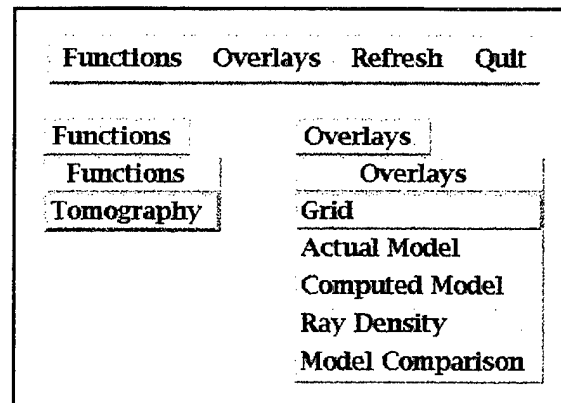 Functions Overlays Refresh Quit
Functions
Functions
Tomography
Overlays
Overlays
Grid
Actual Model
Computed Model
Ray Density
Model Comparison